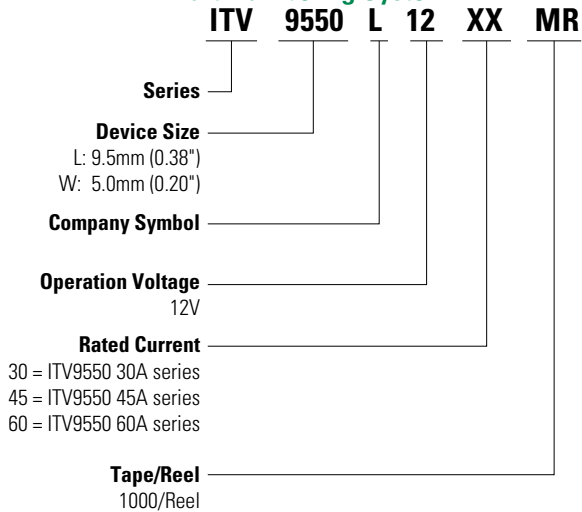 ITV 9550 L 12 XX MR
Series
Device Size
L: 9.5mm (0.38")
W: 5.0mm (0.20")
Company Symbol
Operation Voltage
12V
Rated Current
30 = ITV9550 30A series
45 = ITV9550 45A series
60 = ITV9550 60A series
Tape/Reel
1000/Reel